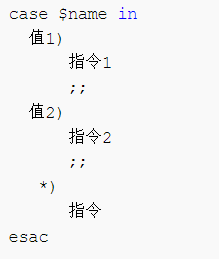 case $name in
  值1)
      指令1
      ;;
  值2)
      指令2
      ;;
   *)
      指令
esac